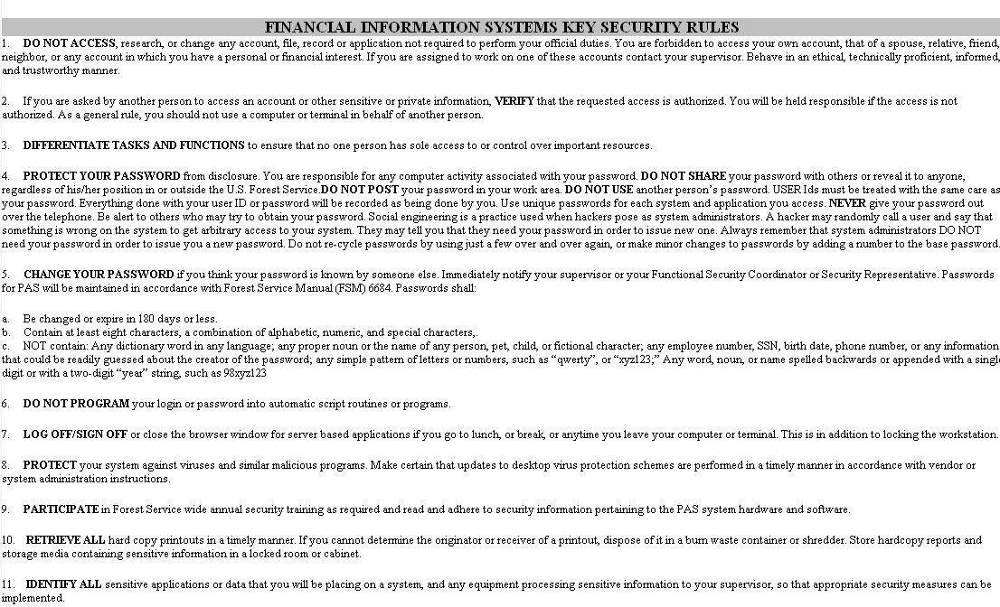 FINANCIAL INFORMATION SYSTEMS KEY SECURITY RULES
1. DO NOT ACCESS, research, or change any account, file, record or application not required to perform your official duties. You are forbidden to access your own account, that of a spouse, relative, friend,
neighbor, or any account in which you have a personal or financial interest. If you are assigned to work on one of these accounts contact your supervisor. Behave in an ethical, technically proficient, informed,
and trustworthy manner.
2. If you are asked by another person to access an account or other sensitive or private information, VERIFY that the requested access is authorized. You will be held responsible if the access is not
authorized. As a general rule, you should not use a computer or terminal in behalf of another person.
3. DIFFERENTIATE TASKS AND FUNCTIONS to ensure that no one person has sole access to or control over important resources.
4. PROTECT YOUR PASSWORD from disclosure. You are responsible for any computer activity associated with your password. DO NOT SHARE your password with others or reveal it to anyone,
regardless of his/her position in or outside the U.S. Forest Service.DO NOT POST your password in your work area. DO NOT USE another person's password. USER Ids must be treated with the same care as
your password. Everything done with your user ID or password will be recorded as being done by you. Use unique passwords for each system and application you access. NEVER give your password out
over the telephone. Be alert to others who may try to obtain your password. Social engineering is a practice used when hackers pose as system administrators. A hacker may randomly call a user and say that
something is wrong on the system to get arbitrary access to your system. They may tell you that they need your password in order to issue new one. Always remember that system administrators DO NOT
need your password in order to issue you a new password. Do not re-cycle passwords by using just a few over and over again, or make minor changes to passwords by adding a number to the base password.
5. CHANGE YOUR PASSWORD if you think your password is known by someone else. Immediately notify your supervisor or your Functional Security Coordinator or Security Representative. Passwords
for PAS will be maintained in accordance with Forest Service Manual (FSM) 6684. Passwords shall:
a. Be changed or expire in 180 days or less.
b. Contain at least eight characters, a combination of alphabetic, numeric, and special characters,.
c. NOT contain: Any dictionary word in any language; any proper noun or the name of any person, pet, child, or fictional character; any employee number, SSN, birth date, phone number, or any information
that could be readily guessed about the creator of the password; any simple pattern of letters or numbers, such as “qwerty”, or “xyz123;” Any word, noun, or name spelled backwards or appended with a singl
digit or with a two-digit “year” string, such as 98xyz123
6. DO NOT PROGRAM your login or password into automatic script routines or programs.
7. LOG OFF/SIGN OFF or close the browser window for server based applications if you go to lunch, or break, or anytime you leave your computer or terminal. This is in addition to locking the workstation.
8. PROTECT your system against viruses and similar malicious programs. Make certain that updates to desktop virus protection schemes are performed in a timely manner in accordance with vendor or
system administration instructions.
9. PARTICIPATE in Forest Service wide annual security training as required and read and adhere to security information pertaining to the PAS system hardware and software.
10. RETRIEVE ALL hard copy printouts in a timely manner. If you cannot determine the originator or receiver of a printout, dispose of it in a burn waste container or shredder. Store hardcopy reports and
storage media containing sensitive information in a locked room or cabinet.
11. IDENTIFY ALL sensitive applications or data that you will be placing on a system, and any equipment processing sensitive information to your supervisor, so that appropriate security measures can be
implemented.